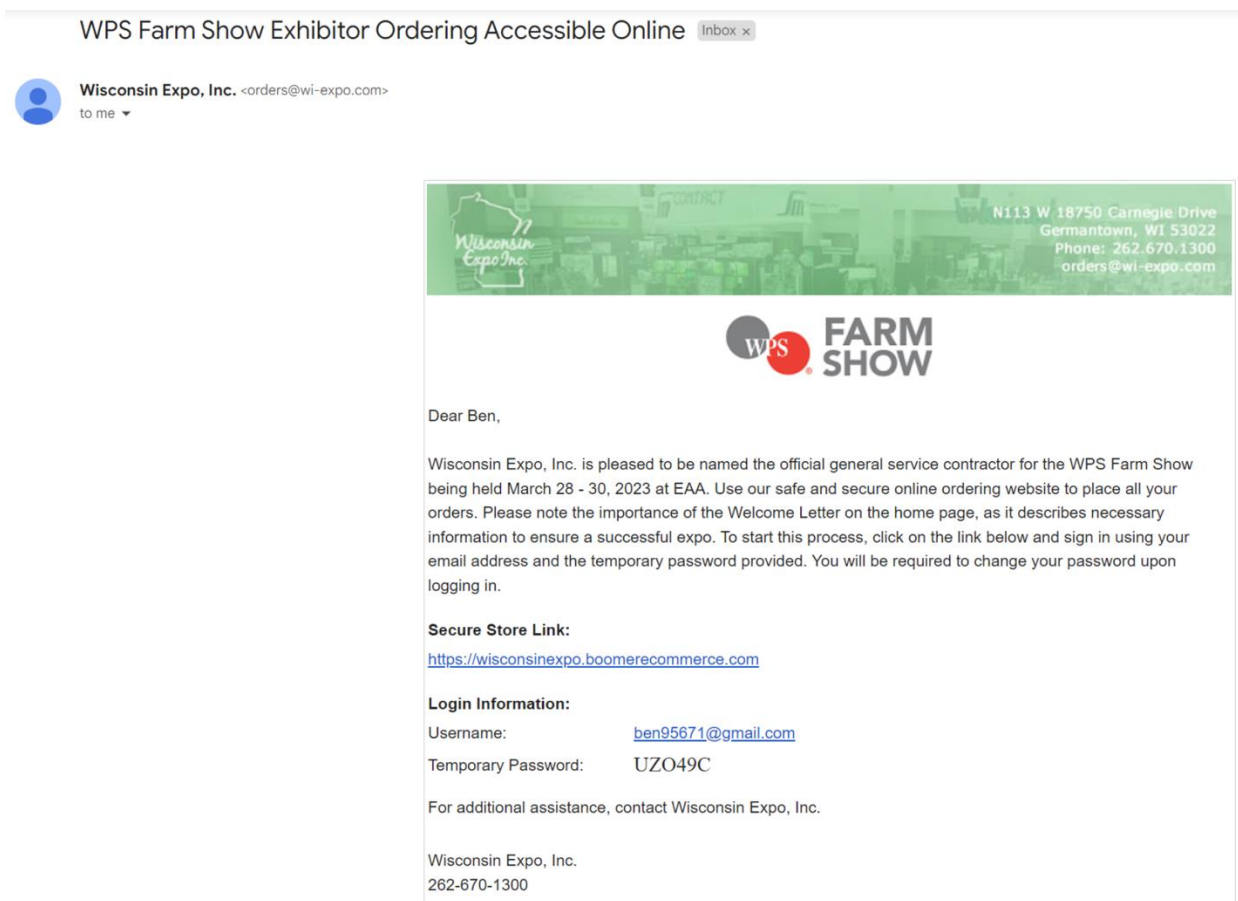 WPS Farm Show Exhibitor Ordering Accessible Online Inbox ×
Wisconsin Expo, Inc. <orders@wi-expo.com>
to me
Wisconsin
Expo Inc.
CONTRACT
N113 W 18750 Carnegie Drive
Germantown, WI 53022
Phone: 262.670.1300
orders@wi-expo.com
WPS ®
FARM
SHOW
Dear Ben,
Wisconsin Expo, Inc. is pleased to be named the official general service contractor for the WPS Farm Show
being held March 28 - 30, 2023 at EAA. Use our safe and secure online ordering website to place all your
orders. Please note the importance of the Welcome Letter on the home page, as it describes necessary
information to ensure a successful expo. To start this process, click on the link below and sign in using your
email address and the temporary password provided. You will be required to change your password upon
logging in.
Secure Store Link:
https://wisconsinexpo.boomerecommerce.com
Login Information:
Username: ben95671@gmail.com
Temporary Password: UZO49C
For additional assistance, contact Wisconsin Expo, Inc.
Wisconsin Expo, Inc.
262-670-1300